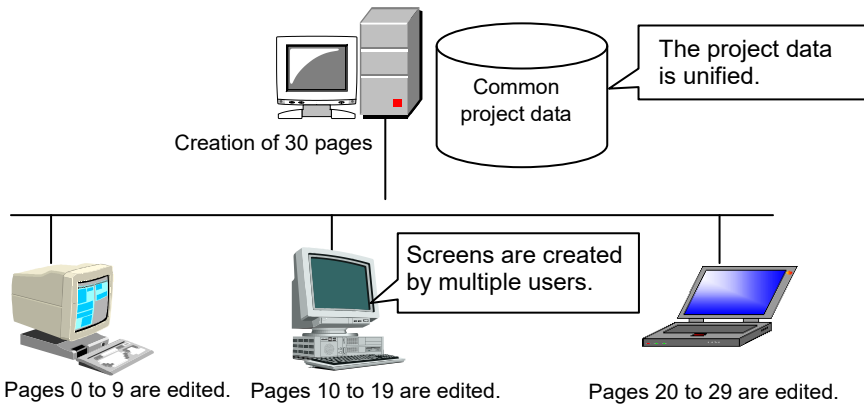 The project data
is unified.
Common
project data
Creation of 30 pages
Screens are created
by multiple users.
Pages 0 to 9 are edited.
Pages 10 to 19 are edited.
Pages 20 to 29 are edited.